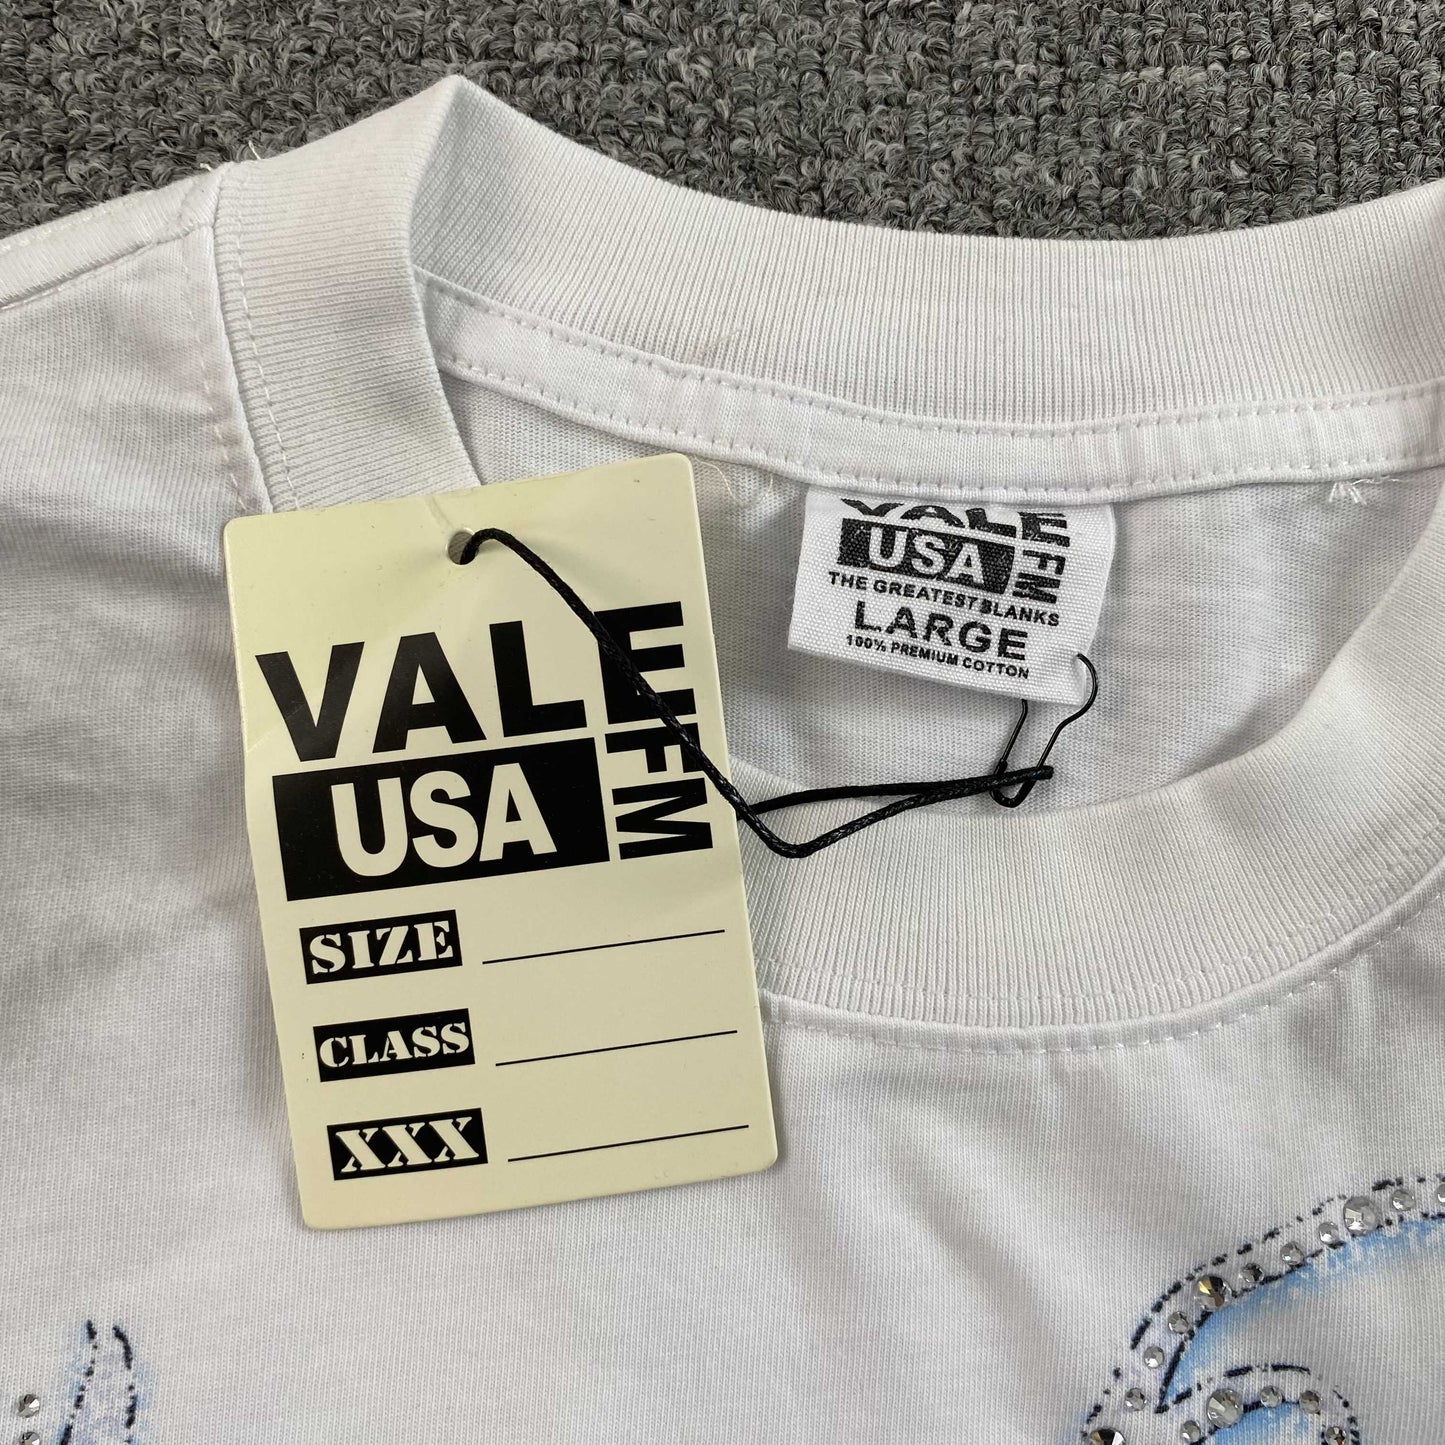 VALE FM
USA
SIZE
CLASS
XXX
VALE FM
USA
THE GREATEST BLANKS
LARGE
100% PREMIUM COTTON